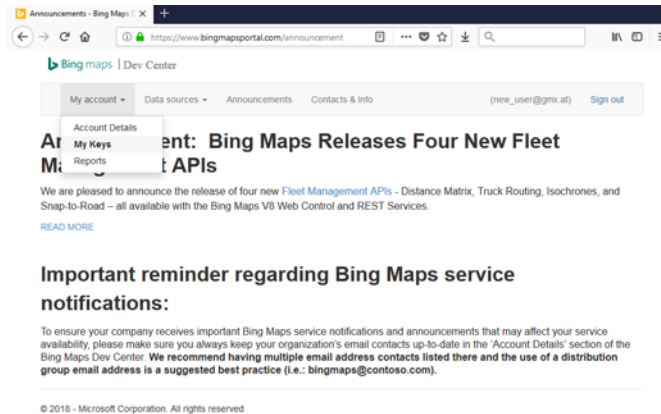 Announcements - Bing Maps
https://www.bingmapsportal.com/announcement
Bing maps | Dev Center
My account Data sources Announcements Contacts & Info (new_user@gmx.at) Sign out
Account Details
My Keys
Reports
ent: Bing Maps Releases Four New Fleet
t APIs
We are pleased to announce the release of four new Fleet Management APIs - Distance Matrix, Truck Routing, Isochrones, and
Snap-to-Road – all available with the Bing Maps V8 Web Control and REST Services.
READ MORE
Important reminder regarding Bing Maps service
notifications:
To ensure your company receives important Bing Maps service notifications and announcements that may affect your service
availability, please make sure you always keep your organization's email contacts up-to-date in the 'Account Details' section of the
Bing Maps Dev Center. We recommend having multiple email address contacts listed there and the use of a distribution
group email address is a suggested best practice (i.e.: bingmaps@contoso.com).
© 2018 - Microsoft Corporation. All rights reserved